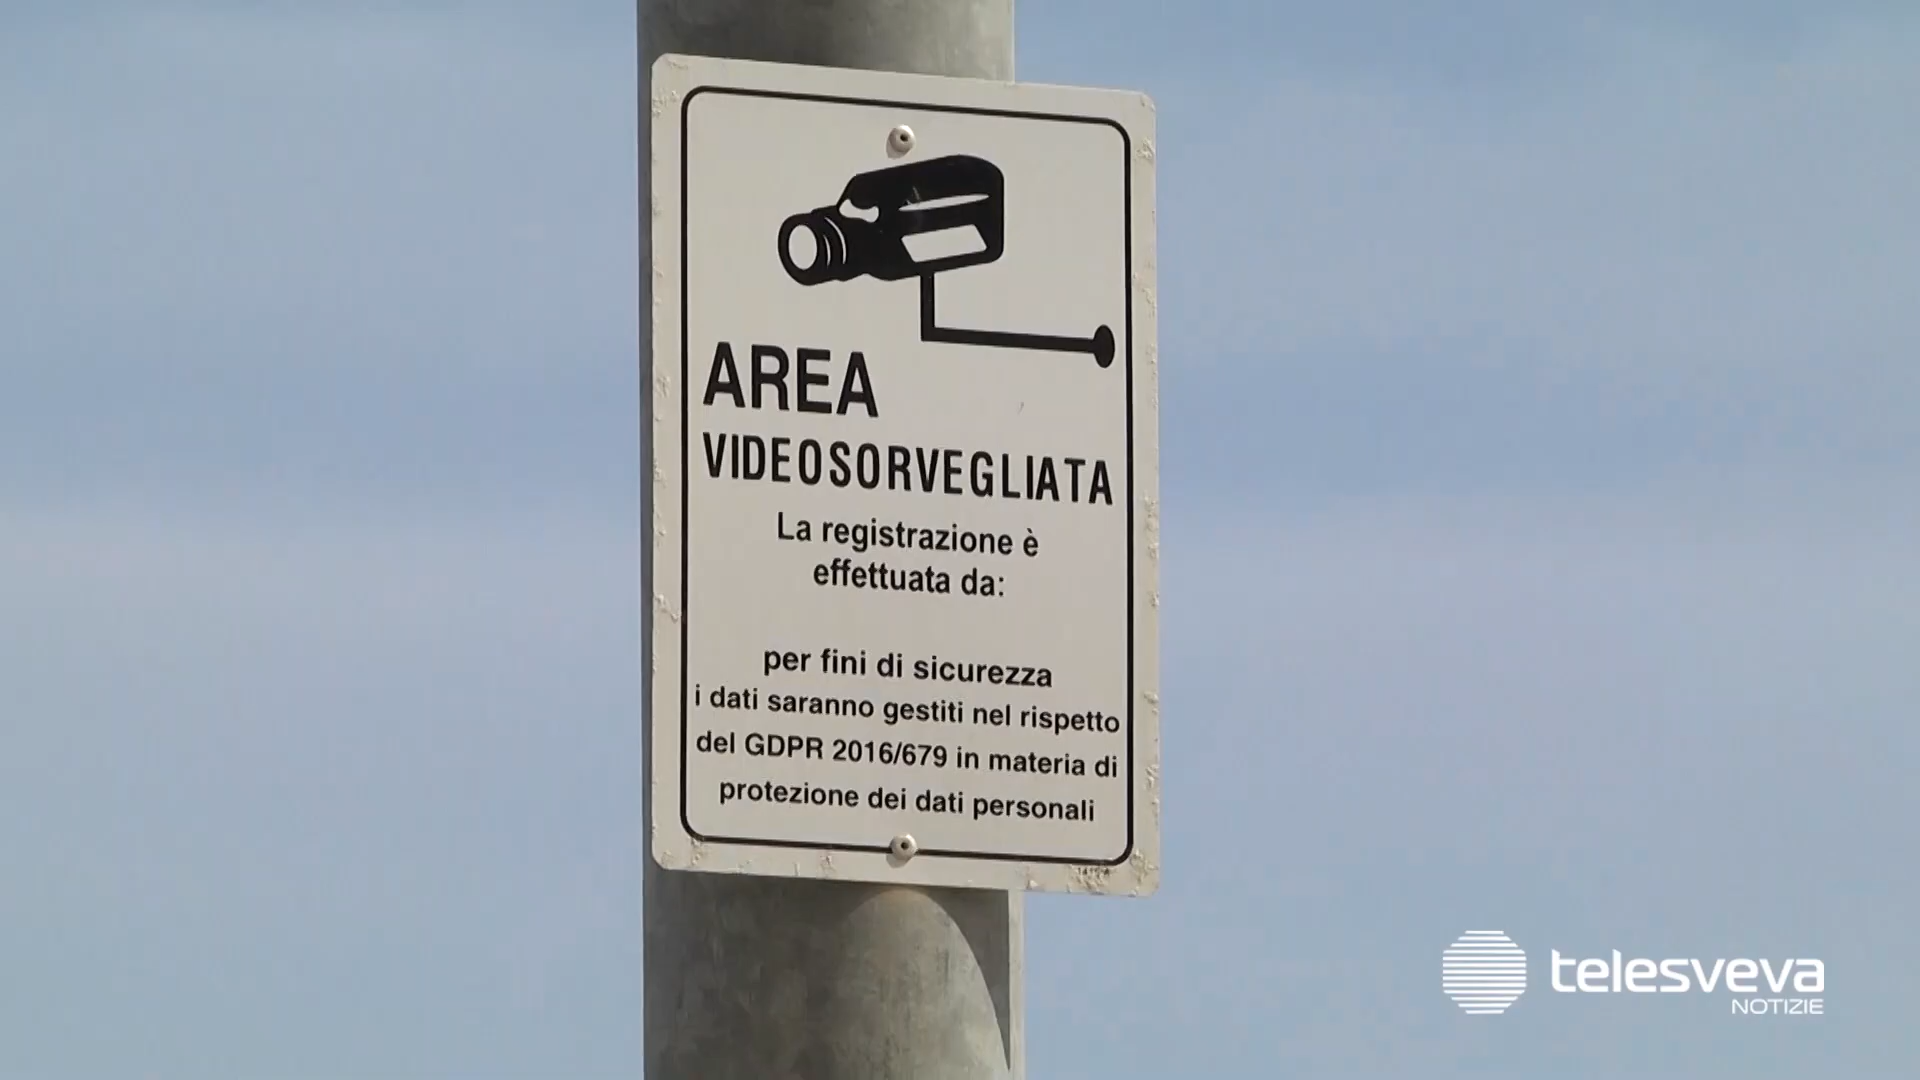 AREA
VIDEOSORVEGLIATA
La registrazione è
effettuata da:
per fini di sicurezza
i dati saranno gestiti nel rispetto
del GDPR 2016/679 in materia di
protezione dei dati personali
telesveva
NOTIZIE